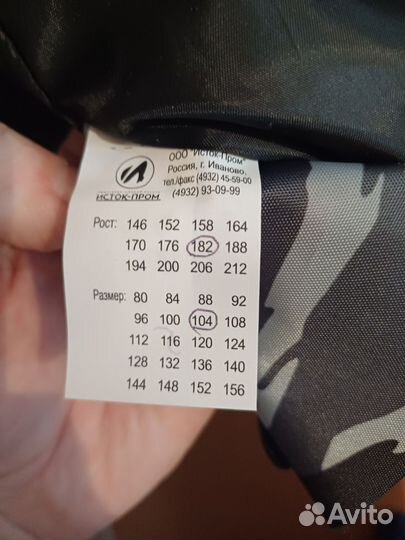 ООО "Исток-Пром"
Россия, г. Иваново,
тел./факс (4932) 45-59-00
(4932) 93-09-99
ИСТОК-ПРОМ
Рост: 146 152 158 164
170 176 182 188
194 200 206 212
Размер: 80 84 88 92
96 100 104 108
112 116 120 124
128 132 136 140
144 148 152 156
Avito